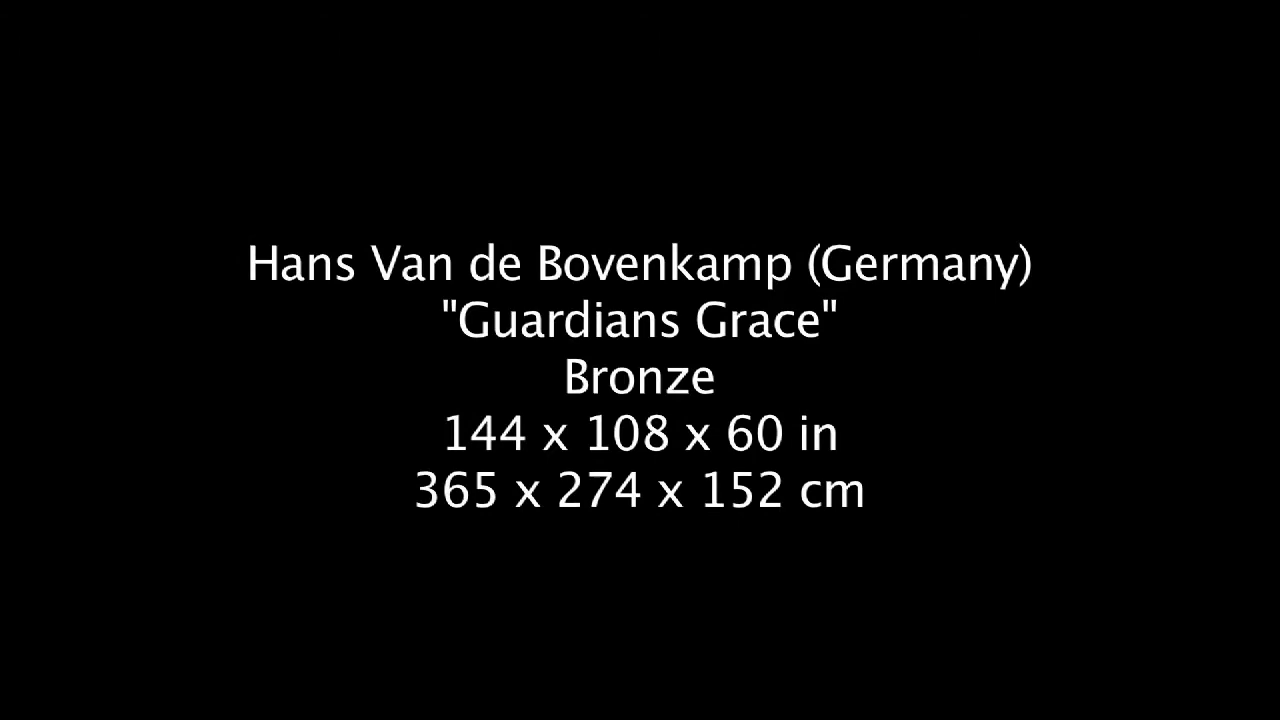 Hans Van de Bovenkamp (Germany)
"Guardians Grace"
Bronze
144 x 108 x 60 in
365 x 274 x 152 cm